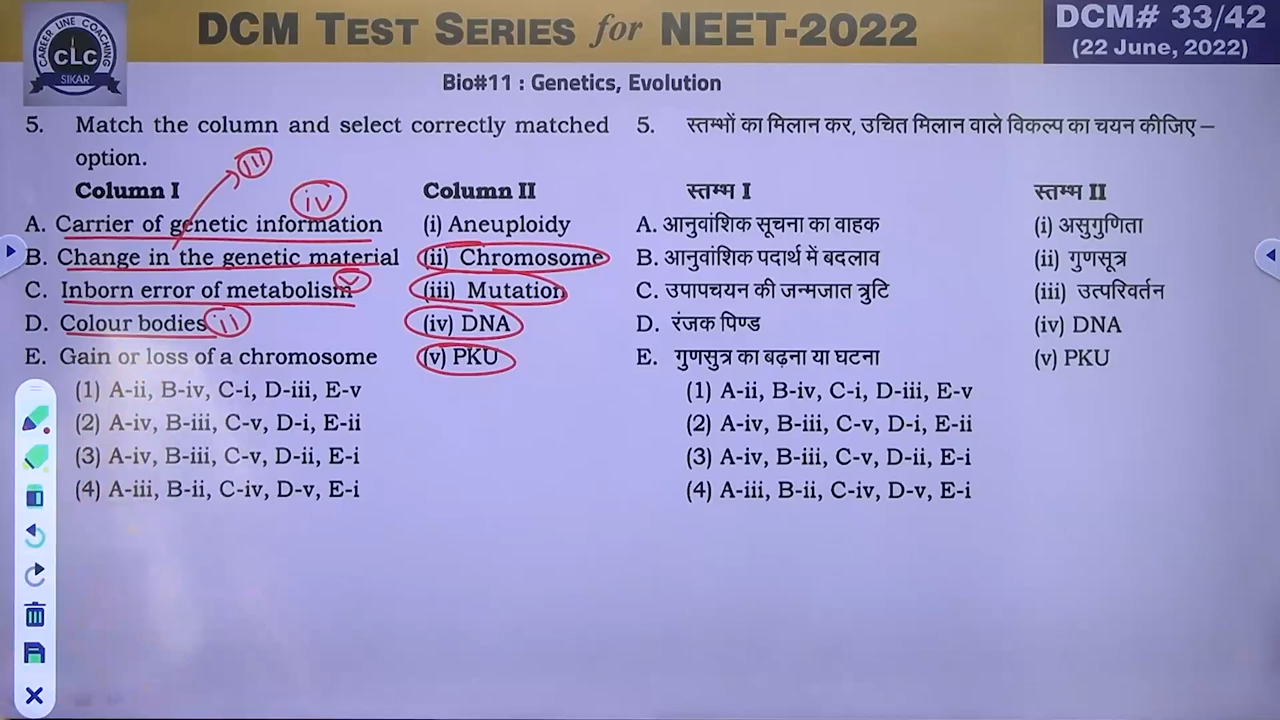 CAREER LINE COACHING
CLC
SIKAR
DCM TEST SERIES for NEET-2022
DCM# 33/42
(22 June, 2022)
Bio#11 : Genetics, Evolution
5. Match the column and select correctly matched
option.
iii
Column I Column II
iv
A. Carrier of genetic information (i) Aneuploidy
B. Change in the genetic material (ii) Chromosome
C. Inborn error of metabolism v (iii) Mutation
D. Colour bodies ii (iv) DNA
E. Gain or loss of a chromosome (v) PKU
(1) A-ii, B-iv, C-i, D-iii, E-v
(2) A-iv, B-iii, C-v, D-i, E-ii
(3) A-iv, B-iii, C-v, D-ii, E-i
(4) A-iii, B-ii, C-iv, D-v, E-i
5. स्तम्भों का मिलान कर, उचित मिलान वाले विकल्प का चयन कीजिए –
स्तम्भ I स्तम्भ II
A. आनुवांशिक सूचना का वाहक (i) असुगुणिता
B. आनुवांशिक पदार्थ में बदलाव (ii) गुणसूत्र
C. उपापचयन की जन्मजात त्रुटि (iii) उत्परिवर्तन
D. रंजक पिण्ड (iv) DNA
E. गुणसुत्र का बढ़ना या घटना (v) PKU
(1) A-ii, B-iv, C-i, D-iii, E-v
(2) A-iv, B-iii, C-v, D-i, E-ii
(3) A-iv, B-iii, C-v, D-ii, E-i
(4) A-iii, B-ii, C-iv, D-v, E-i